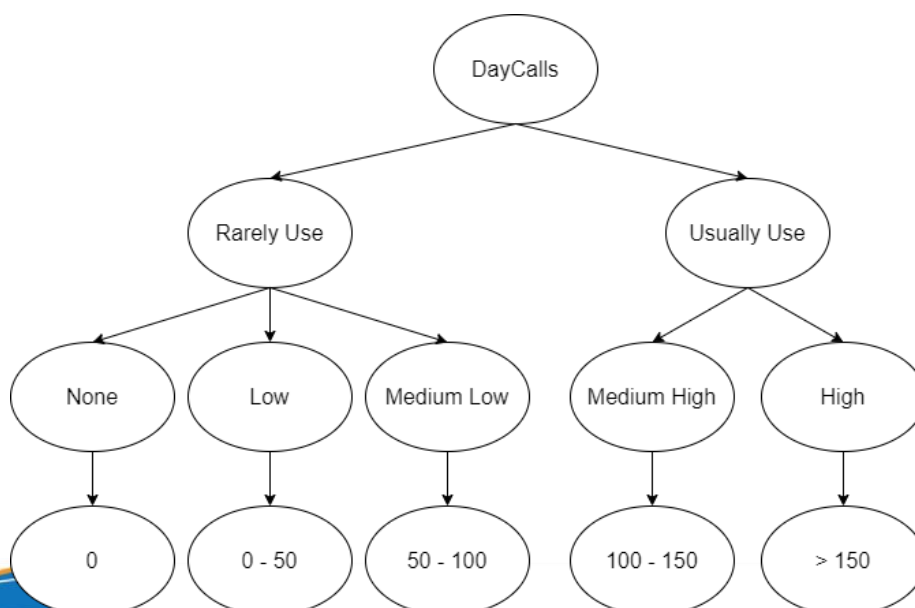 DayCalls
Rarely Use
Usually Use
None
Low
Medium Low
Medium High
High
0
0 - 50
50 - 100
100 - 150
> 150